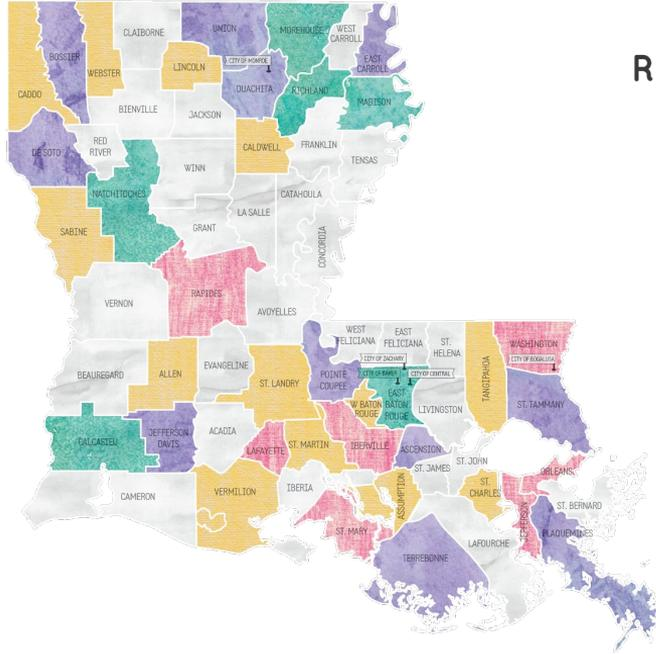 R
CLAIBORNE
UNION
MOREHOUSE
WEST
CARROLL
BOSSIER
WEBSTER
LINCOLN
CITY OF MONROE
EAST
CARROLL
CADDO
OUACHITA
RICHLAND
MADISON
BIENVILLE
JACKSON
DE SOTO
RED
RIVER
CALDWELL
FRANKLIN
TENSAS
WINN
NATCHITOCHES
CATAHOULA
LA SALLE
SABINE
GRANT
CONCORDIA
RAPIDES
VERNON
AVOYELLES
WEST
FELICIANA
EAST
FELICIANA
ST.
HELENA
WASHINGTON
CITY OF ZACHARY
CITY OF BOGALUSA
BEAUREGARD
ALLEN
EVANGELINE
ST. LANDRY
POINTE
COUPEE
CITY OF BAKER
CITY OF CENTRAL
TANGIPAHOA
W BATON
ROUGE
EAST
BATON
ROUGE
LIVINGSTON
ST. TAMMANY
CALCASIEU
JEFFERSON
DAVIS
ACADIA
LAFAYETTE
ST. MARTIN
IBERVILLE
ASCENSION
ST. JAMES
ST. JOHN
ORLEANS
CAMERON
VERMILION
IBERIA
ASSUMPTION
ST.
CHARLES
JEFFERSON
ST. BERNARD
ST. MARY
PLAQUEMINES
TERREBONNE
LAFOURCHE